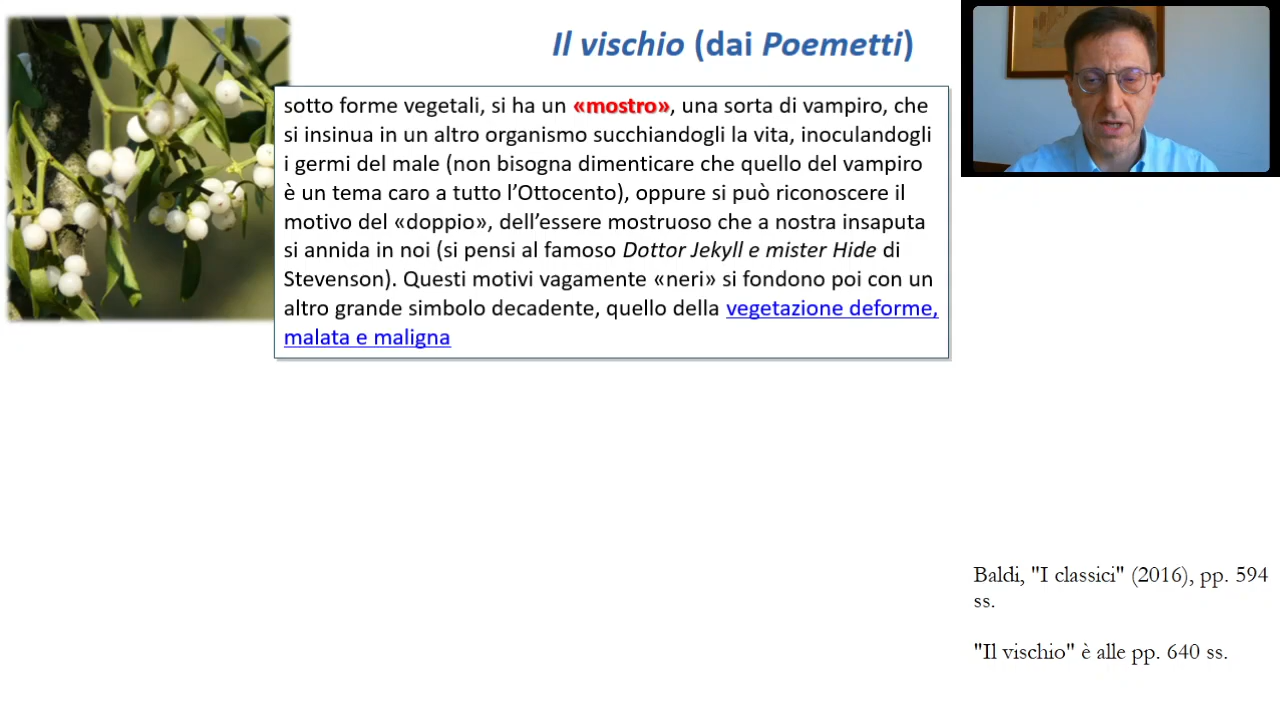 Il vischio (dai Poemetti)
sotto forme vegetali, si ha un «mostro», una sorta di vampiro, che
si insinua in un altro organismo succhiandogli la vita, inoculandogli
i germi del male (non bisogna dimenticare che quello del vampiro
è un tema caro a tutto l’Ottocento), oppure si può riconoscere il
motivo del «doppio», dell’essere mostruoso che a nostra insaputa
si annida in noi (si pensi al famoso Dottor Jekyll e mister Hide di
Stevenson). Questi motivi vagamente «neri» si fondono poi con un
altro grande simbolo decadente, quello della vegetazione deforme,
malata e maligna
Baldi, "I classici" (2016), pp. 594
ss.
"Il vischio" è alle pp. 640 ss.